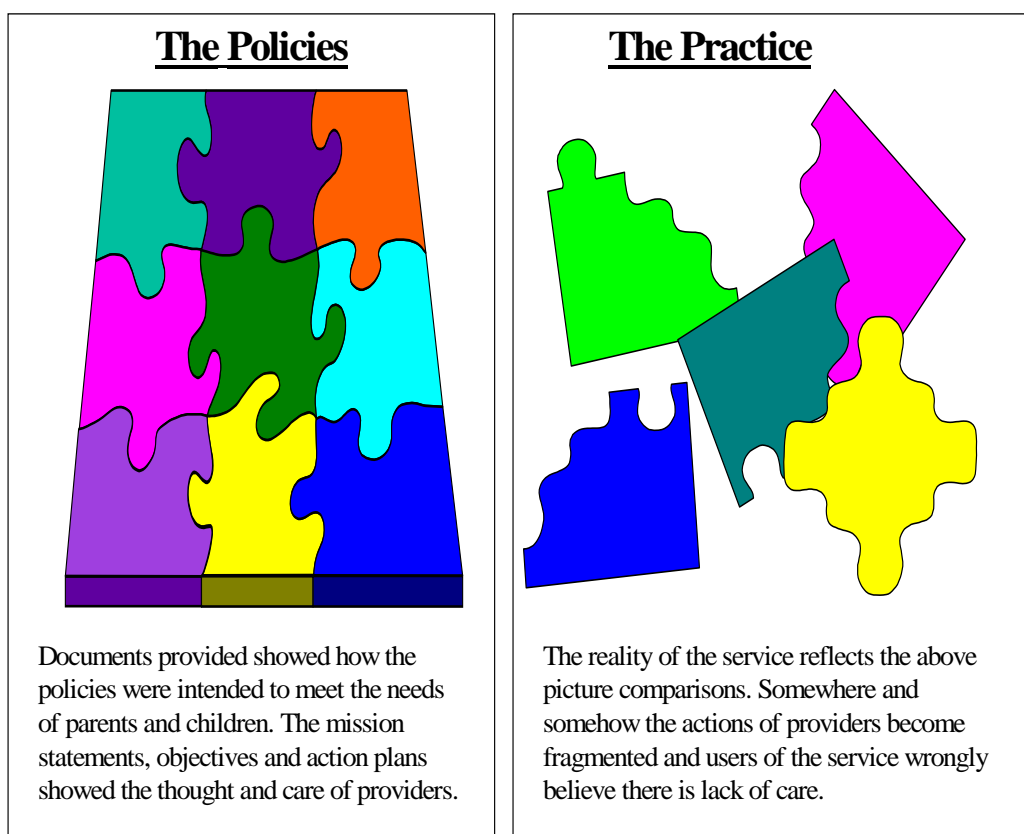 The Policies
Documents provided showed how the
policies were intended to meet the needs
of parents and children. The mission
statements, objectives and action plans
showed the thought and care of providers.
The Practice
The reality of the service reflects the above
picture comparisons. Somewhere and
somehow the actions of providers become
fragmented and users of the service wrongly
believe there is lack of care.